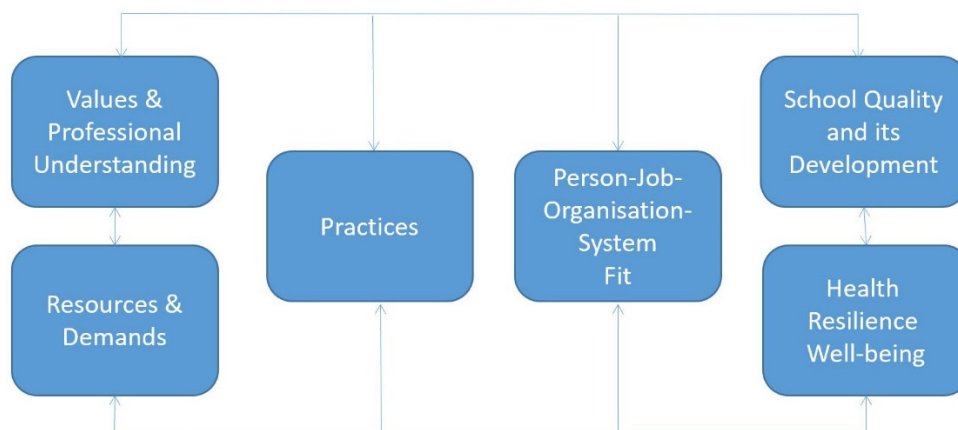 Values &
Professional
Understanding
Resources &
Demands
Practices
Person-Job-
Organisation-
System
Fit
School Quality
and its
Development
Health
Resilience
Well-being